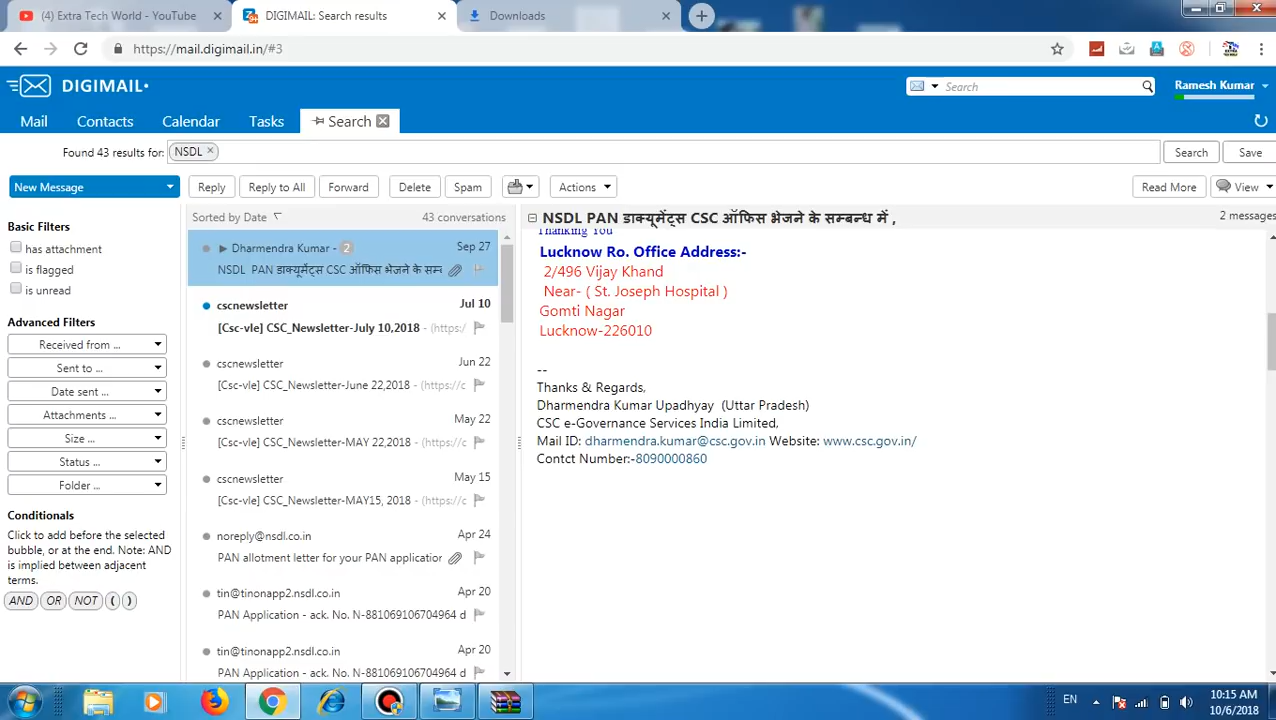 (4) Extra Tech World - YouTube
DIGIMAIL: Search results
Downloads
https://mail.digimail.in/#3
DIGIMAIL
Search
Ramesh Kumar
Mail
Contacts
Calendar
Tasks
Search
Found 43 results for:
NSDL
Search
Save
New Message
Reply
Reply to All
Forward
Delete
Spam
Actions
Read More
View
Basic Filters
has attachment
is flagged
is unread
Advanced Filters
Received from ...
Sent to ...
Date sent ...
Attachments ...
Size ...
Status ...
Folder ...
Conditionals
Click to add before the selected
bubble, or at the end. Note: AND
is implied between adjacent
terms.
AND OR NOT ( )
Sorted by Date
43 conversations
Dharmendra Kumar - 2
Sep 27
NSDL PAN डाक्यूमेंट्स CSC ऑफिस भेजने के सम्ब
cscnewsletter
Jul 10
[Csc-vle] CSC_Newsletter-July 10,2018 - (https:/
cscnewsletter
Jun 22
[Csc-vle] CSC_Newsletter-June 22,2018 - (https://c
cscnewsletter
May 22
[Csc-vle] CSC_Newsletter-MAY 22,2018 - (https://c
cscnewsletter
May 15
[Csc-vle] CSC_Newsletter-MAY15, 2018 - (https://c
noreply@nsdl.co.in
Apr 24
PAN allotment letter for your PAN application
tin@tinonapp2.nsdl.co.in
Apr 20
PAN Application - ack. No. N-881069106704964 d
tin@tinonapp2.nsdl.co.in
Apr 20
PAN Application - ack. No. N-881069106704964 d
NSDL PAN डाक्यूमेंट्स CSC ऑफिस भेजने के सम्बन्ध में ,
2 messages
Thanking You
Lucknow Ro. Office Address:-
2/496 Vijay Khand
Near- ( St. Joseph Hospital )
Gomti Nagar
Lucknow-226010
--
Thanks & Regards,
Dharmendra Kumar Upadhyay (Uttar Pradesh)
CSC e-Governance Services India Limited,
Mail ID: dharmendra.kumar@csc.gov.in Website: www.csc.gov.in/
Contct Number:-8090000860
EN
10:15 AM
10/6/2018